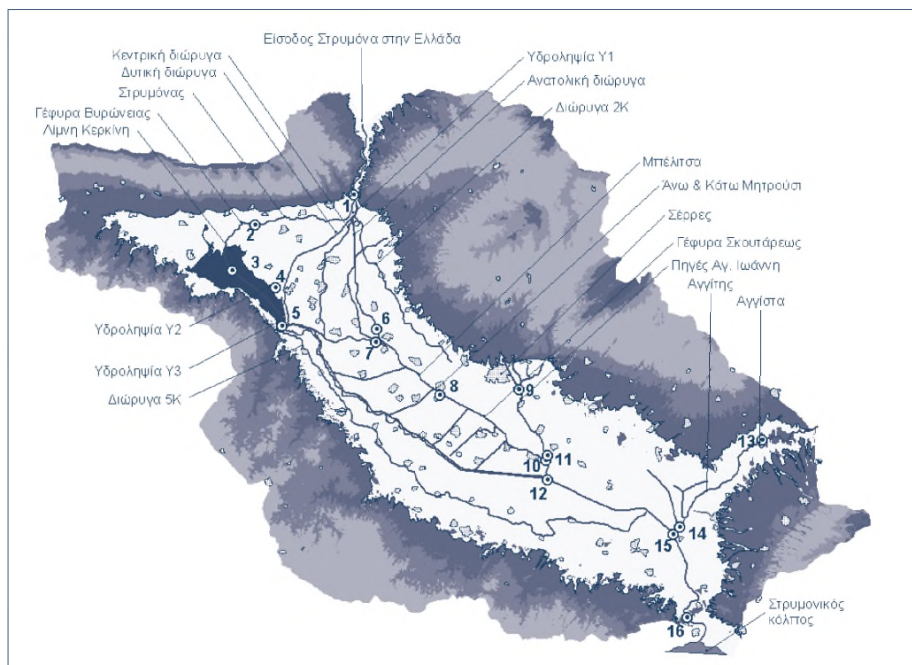 Είσοδος Στρυμόνα στην Ελλάδα
Κεντρική διώρυγα
Δυτική διώρυγα
Στρυμόνας
Γέφυρα Βυρώνειας
Λίμνη Κερκίνη
Υδροληψία Υ1
Ανατολική διώρυγα
Διώρυγα 2Κ
Μπέλιτσα
Άνω & Κάτω Μητρούσι
Σέρρες
Γέφυρα Σκουτάρεως
Πηγές Αγ. Ιωάννη
Αγγίτης
Αγγίστα
1
2
3
4
5
Υδροληψία Υ2
6
7
Υδροληψία Υ3
Διώρυγα 5Κ
8
9
10
11
12
13
14
15
16
Στρυμονικός
κόλπος